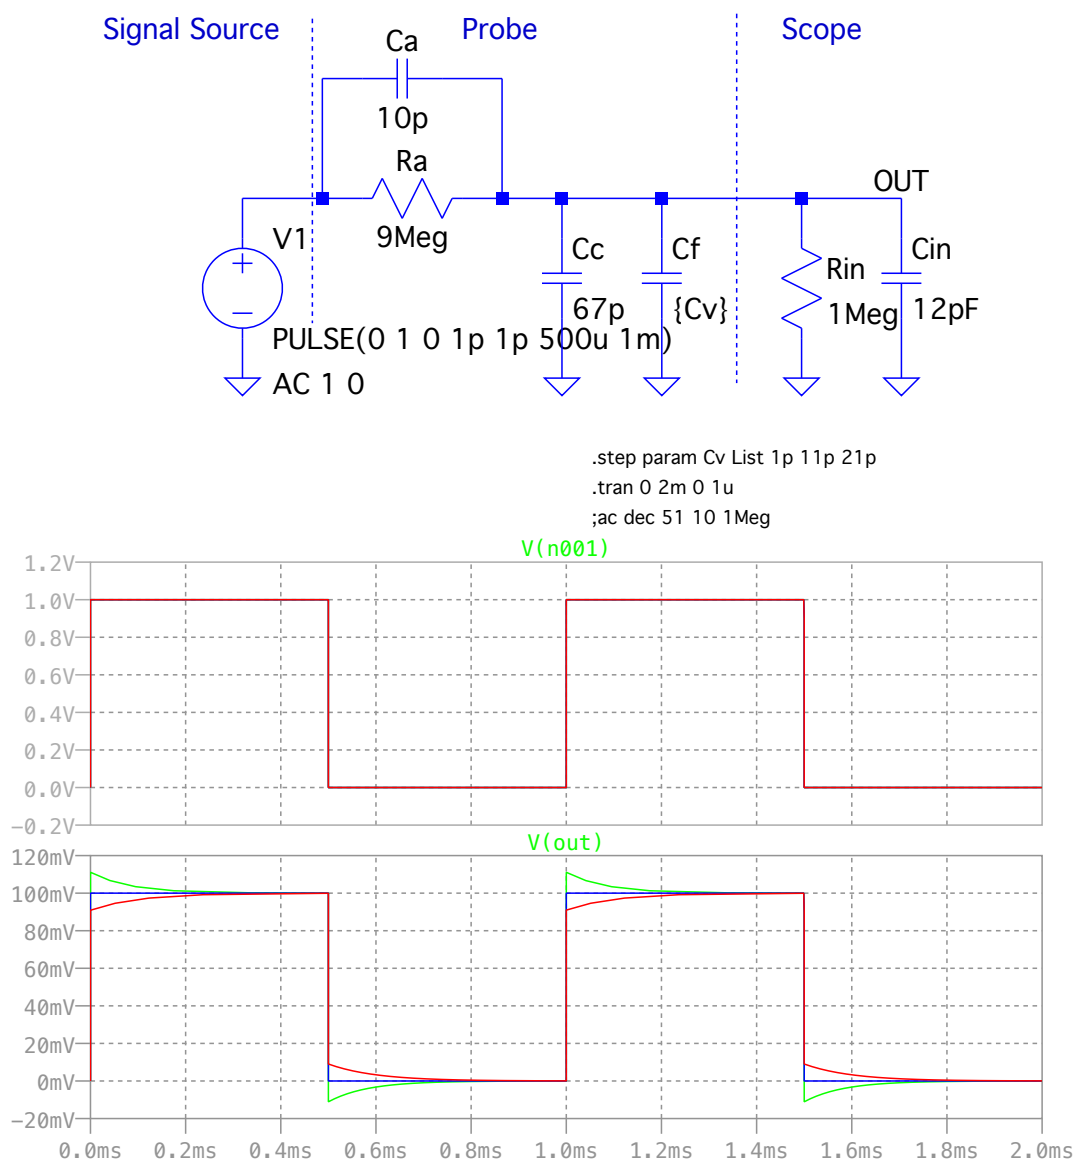 Signal Source
Probe
Scope
Ca
10p
Ra
9Meg
OUT
V1
Cc
67p
Cf
{Cv}
Rin
1Meg
Cin
12pF
PULSE(0 1 0 1p 1p 500u 1m)
AC 1 0
.step param Cv List 1p 11p 21p
.tran 0 2m 0 1u
;ac dec 51 10 1Meg
V(n001)
1.2V
1.0V
0.8V
0.6V
0.4V
0.2V
0.0V
-0.2V
V(out)
120mV
100mV
80mV
60mV
40mV
20mV
0mV
-20mV
0.0ms 0.2ms 0.4ms 0.6ms 0.8ms 1.0ms 1.2ms 1.4ms 1.6ms 1.8ms 2.0ms